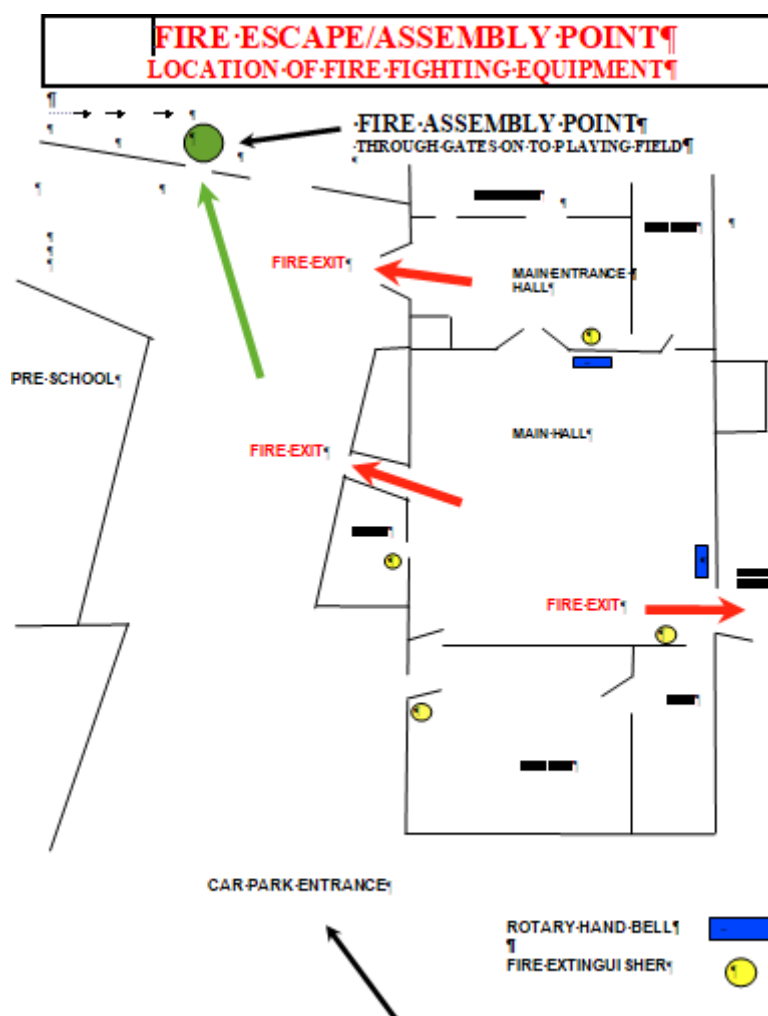 FIRE·ESCAPE/ASSEMBLY·POINT¶
LOCATION·OF·FIRE·FIGHTING·EQUIPMENT¶
·FIRE·ASSEMBLY·POINT¶
·THROUGH·GATES·ON·TO·PLAYING·FIELD¶
FIRE·EXIT¶
MAIN·ENTRANCE·¶
HALL¶
PRE·SCHOOL¶
FIRE·EXIT¶
MAIN·HALL¶
FIRE·EXIT¶
CAR·PARK·ENTRANCE¶
ROTARY·HAND·BELL¶
¶
FIRE·EXTINGUISHER¶